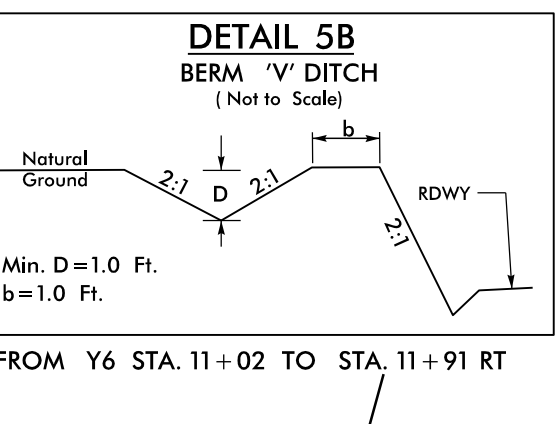 DETAIL 5B
BERM 'V' DITCH
( Not to Scale)
b
Natural
Ground
2:1
D
2:1
RDWY
2:1
Min. D=1.0 Ft.
b=1.0 Ft.
FROM Y6 STA. 11+02 TO STA. 11+91 RT